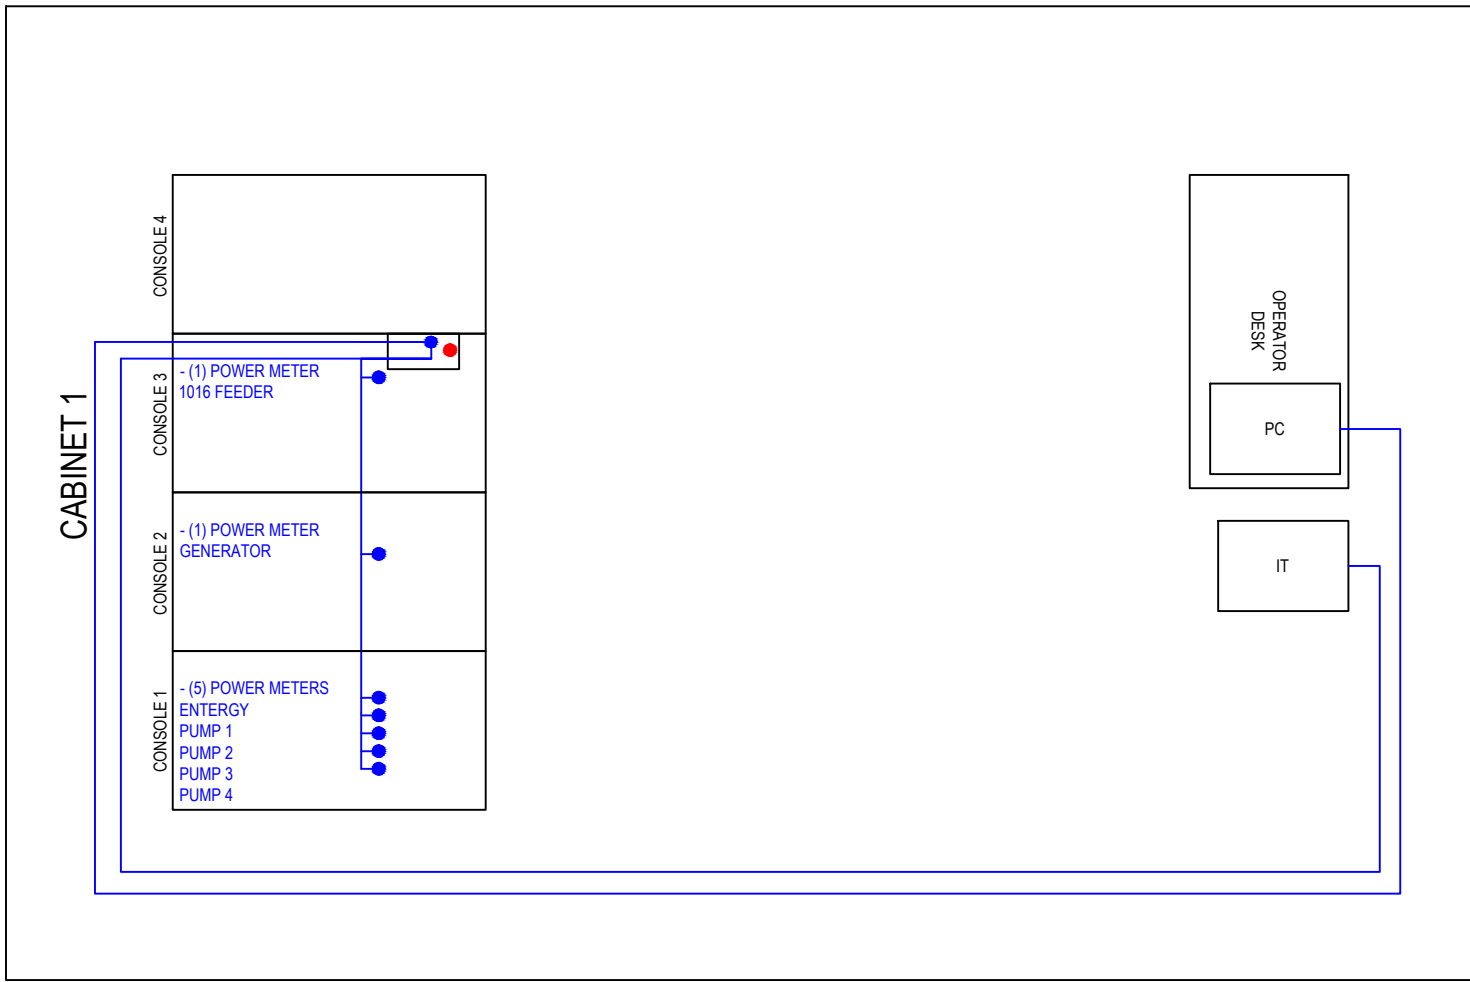 CABINET 1
CONSOLE 4
CONSOLE 3
- (1) POWER METER
1016 FEEDER
CONSOLE 2
- (1) POWER METER
GENERATOR
CONSOLE 1
- (5) POWER METERS
ENTERGY
PUMP 1
PUMP 2
PUMP 3
PUMP 4
OPERATOR
DESK
PC
IT